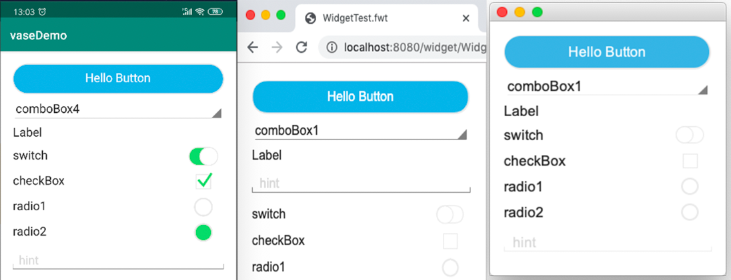 13:03
vaseDemo
Hello Button
comboBox4
Label
switch
checkBox
radio1
radio2
hint
WidgetTest.fwt
localhost:8080/widget/Widg
Hello Button
comboBox1
Label
hint
switch
checkBox
radio1
Hello Button
comboBox1
Label
switch
checkBox
radio1
radio2
hint